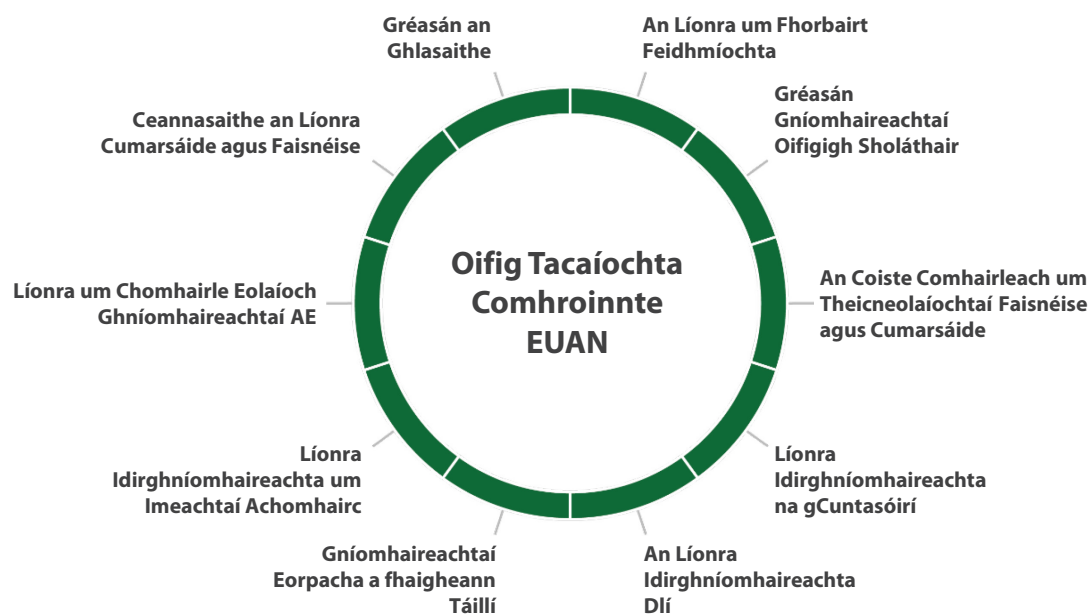 Gréasán an
Ghlasaithe
An Líonra um Fhorbairt
Feidhmíochta
Gréasán
Gníomhaireachtaí
Oifigigh Sholáthair
An Coiste Comhairleach um
Theicneolaíochtaí Faisnéise
agus Cumarsáide
Líonra
Idirghníomhaireachta
na gCuntasóirí
An Líonra
Idirghníomhaireachta
Dlí
Gníomhaireachtaí
Eorpacha a fhaigheann
Táillí
Líonra
Idirghníomhaireachta um
Imeachtaí Achomhairc
Líonra um Chomhairle Eolaíoch
Ghníomhaireachtaí AE
Ceannasaithe an Líonra
Cumarsáide agus Faisnéise
Oifig Tacaíochta
Comhroinnte
EUAN